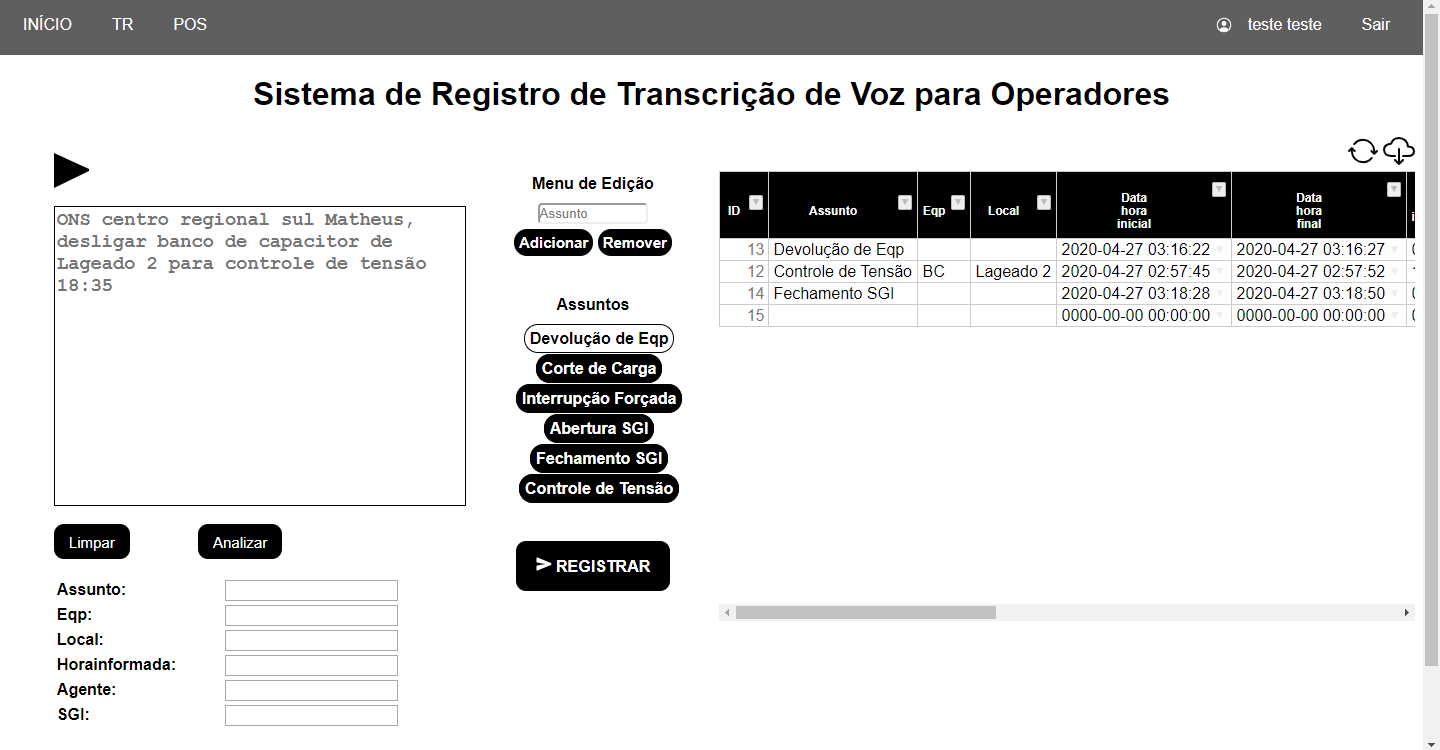 INÍCIO TR POS teste teste Sair
Sistema de Registro de Transcrição de Voz para Operadores
ONS centro regional sul Matheus,
desligar banco de capacitor de
Lageado 2 para controle de tensão
18:35
Limpar Analizar
Assunto:
Eqp:
Local:
Horainformada:
Agente:
SGI:
Menu de Edição
Assunto
Adicionar Remover
Assuntos
Devolução de Eqp
Corte de Carga
Interrupção Forçada
Abertura SGI
Fechamento SGI
Controle de Tensão
REGISTRAR
ID Assunto Eqp Local Data hora inicial Data hora final
13 Devolução de Eqp 2020-04-27 03:16:22 2020-04-27 03:16:27
12 Controle de Tensão BC Lageado 2 2020-04-27 02:57:45 2020-04-27 02:57:52
14 Fechamento SGI 2020-04-27 03:18:28 2020-04-27 03:18:50
15 0000-00-00 00:00:00 0000-00-00 00:00:00